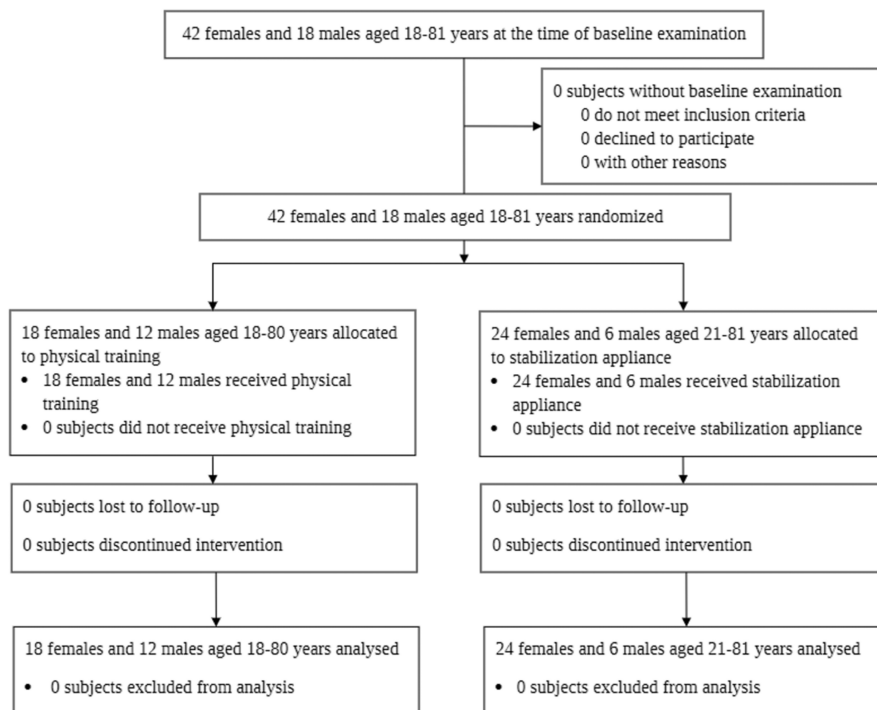 42 females and 18 males aged 18-81 years at the time of baseline examination
0 subjects without baseline examination
0 do not meet inclusion criteria
0 declined to participate
0 with other reasons
42 females and 18 males aged 18-81 years randomized
18 females and 12 males aged 18-80 years allocated
to physical training
• 18 females and 12 males received physical
training
• 0 subjects did not receive physical training
24 females and 6 males aged 21-81 years allocated
to stabilization appliance
• 24 females and 6 males received stabilization
appliance
• 0 subjects did not receive stabilization appliance
0 subjects lost to follow-up
0 subjects discontinued intervention
0 subjects lost to follow-up
0 subjects discontinued intervention
18 females and 12 males aged 18-80 years analysed
• 0 subjects excluded from analysis
24 females and 6 males aged 21-81 years analysed
• 0 subjects excluded from analysis